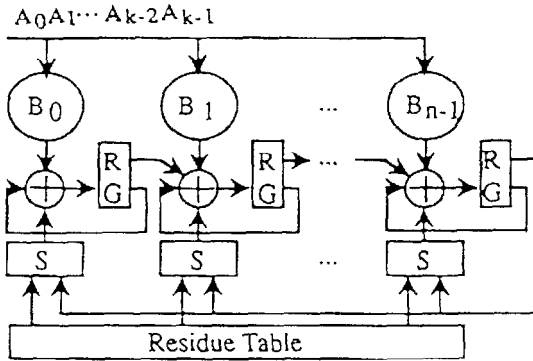 A0A1··· Ak-2Ak-1
B0 B1 ... Bn-1
R R ... R
G G G
S S ... S
Residue Table